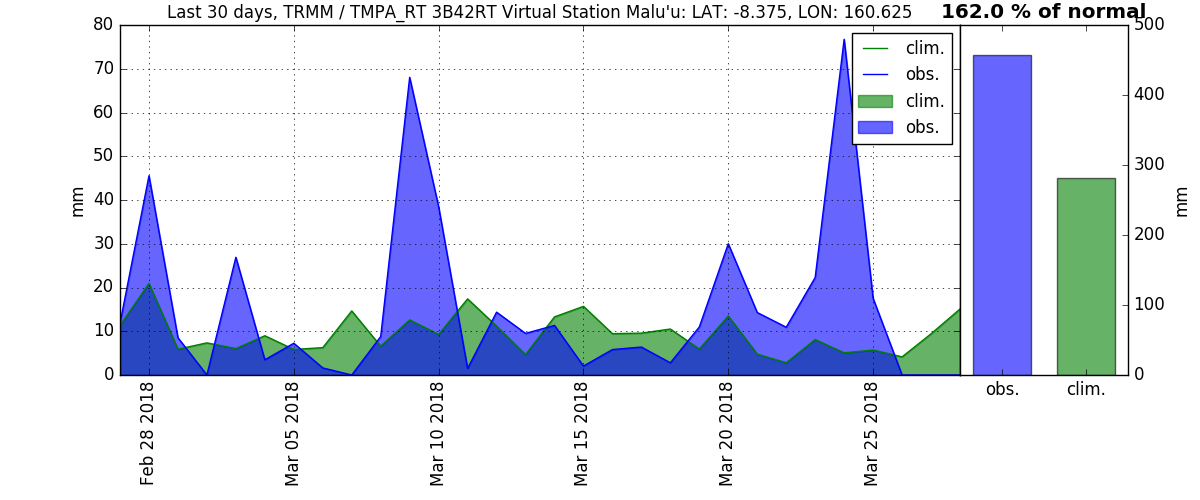 Last 30 days, TRMM / TMPA_RT 3B42RT Virtual Station Malu'u: LAT: -8.375, LON: 160.625
162.0 % of normal
80
70
60
50
40
30
20
10
0
mm
clim.
obs.
clim.
obs.
500
400
300
200
100
0
mm
Feb 28 2018
Mar 05 2018
Mar 10 2018
Mar 15 2018
Mar 20 2018
Mar 25 2018
obs.
clim.